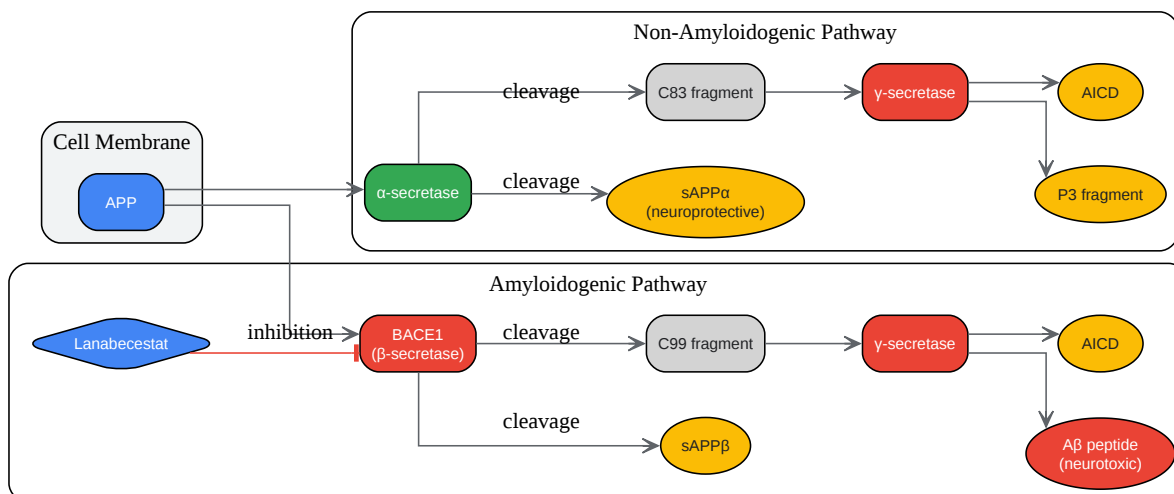 Non-Amyloidogenic Pathway
cleavage
C83 fragment
γ-secretase
AICD
Cell Membrane
APP
α-secretase
cleavage
sAPPα
(neuroprotective)
P3 fragment
Amyloidogenic Pathway
Lanabecestat
inhibition
BACE1
(β-secretase)
cleavage
C99 fragment
γ-secretase
AICD
cleavage
sAPPβ
Aβ peptide
(neurotoxic)